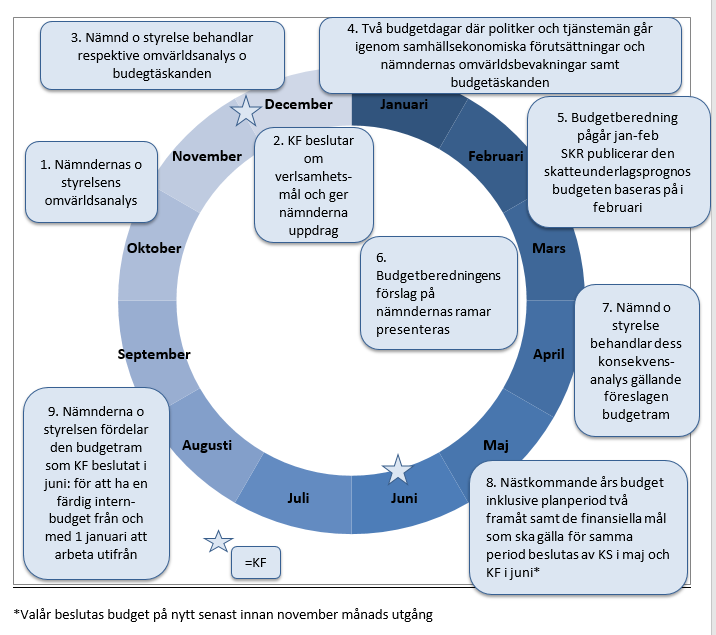 3. Nämnd o styrelse behandlar
respektive omvärldsanalys o
budegtäskanden
4. Två budgetdagar där politker och tjänstemän går
igenom samhällsekonomiska förutsättningar och
nämndernas omvärldsbevakningar samt
budgetäskanden
December
Januari
5. Budgetberedning
pågår jan-feb
SKR publicerar den
skatteunderlagsprognos
budgeten baseras på i
februari
1. Nämndernas o
styrelsens
omvärldsanalys
November
2. KF beslutar
om
verlsamhets-
mål och ger
nämnderna
uppdrag
Februari
Oktober
Mars
6.
Budgetberedningens
förslag på
nämndernas ramar
presenteras
7. Nämnd o
styrelse
behandlar dess
konsekvens-
analys gällande
föreslagen
budgetram
September
April
9. Nämnderna o
styrelsen fördelar
den budgetram
som KF beslutat i
juni: för att ha en
färdig intern-
budget från och
med 1 januari att
arbeta utifrån
Augusti
Maj
Juli
Juni
8. Nästkommande års budget
inklusive planperiod två
framåt samt de finansiella mål
som ska gälla för samma
period beslutas av KS i maj och
KF i juni*
=KF
*Valår beslutas budget på nytt senast innan november månads utgång